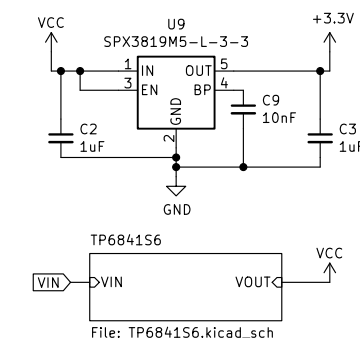 U9
SPX3819M5-L-3-3
VCC
+3.3V
1 IN OUT 5
3 EN BP 4
GND
2
C2
1uF
C9
10nF
C3
1uF
GND
TP6841S6
VCC
VIN VIN VOUT
File: TP6841S6.kicad_sch